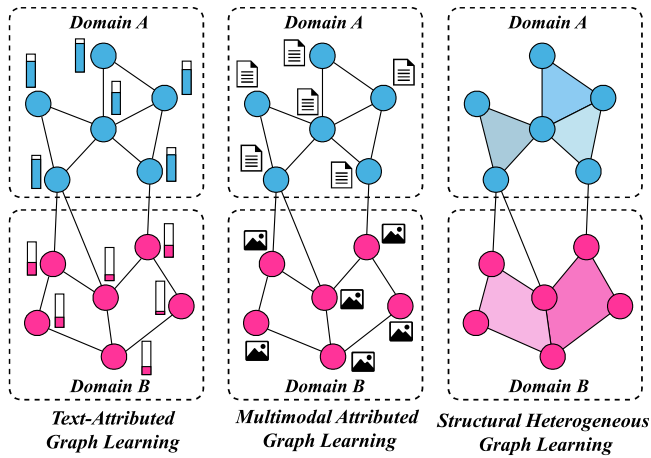 Domain A
Domain A
Domain A
Domain B
Domain B
Domain B
Text-Attributed
Graph Learning
Multimodal Attributed
Graph Learning
Structural Heterogeneous
Graph Learning